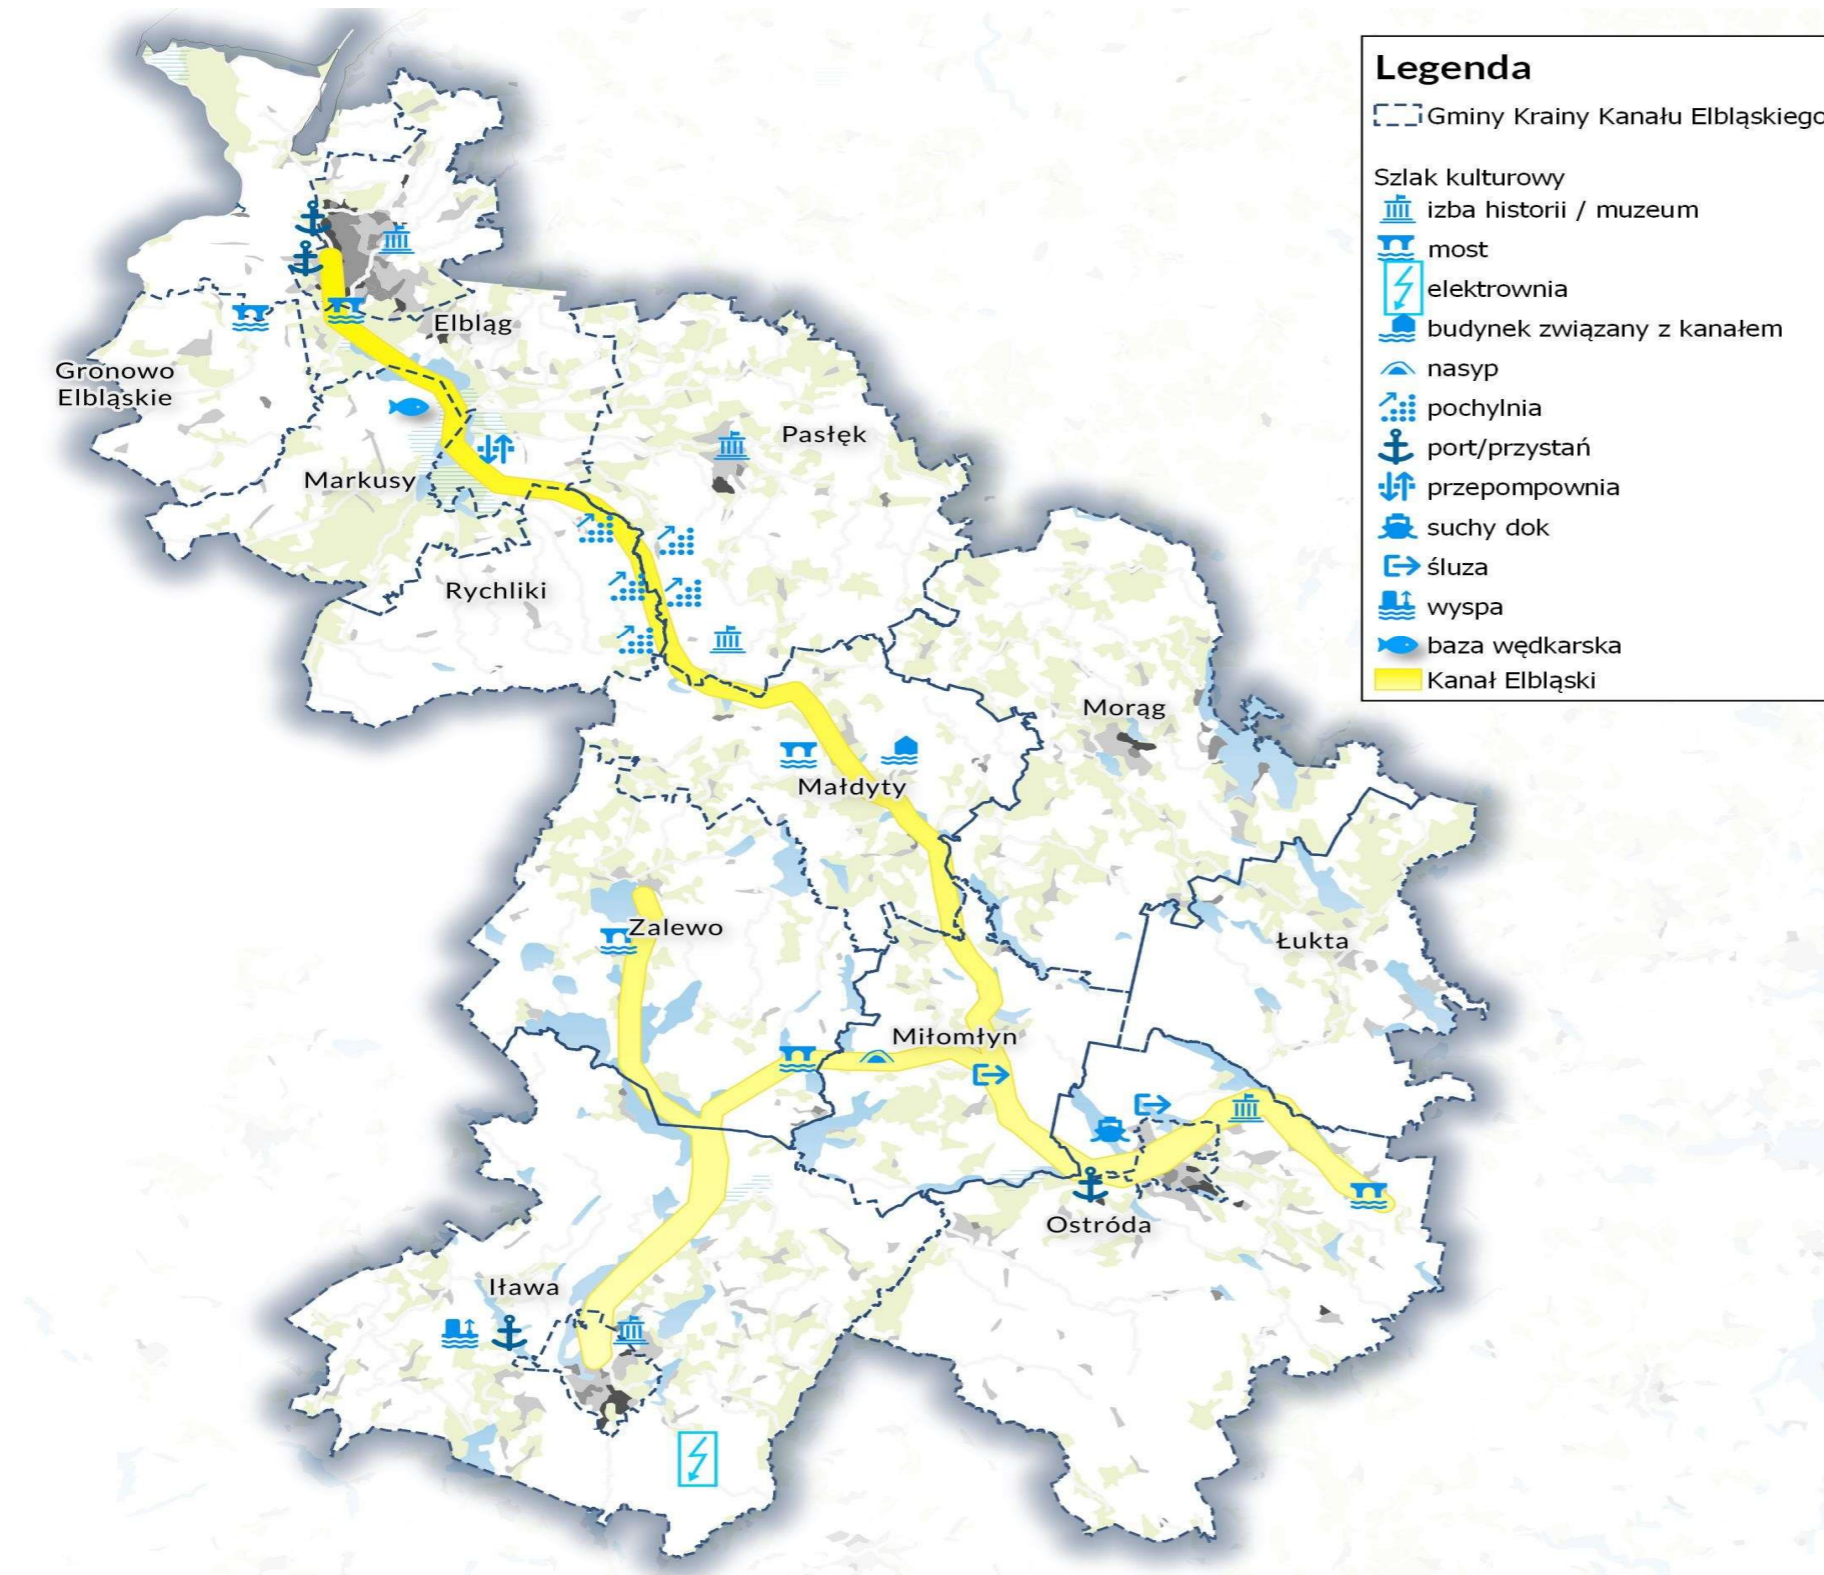 Legenda
Gminy Krainy Kanału Elbląskiego
Szlak kulturowy
izba historii / muzeum
most
elektrownia
budynek związany z kanałem
nasyp
pochylnia
port/przystań
przepompownia
suchy dok
śluza
wyspa
baza wędkarska
Kanał Elbląski
Elbląg
Gronowo
Elbląskie
Pasłęk
Markusy
Rychliki
Morąg
Małdyty
Zalewo
Łukta
Miłomłyn
Ostróda
Iława